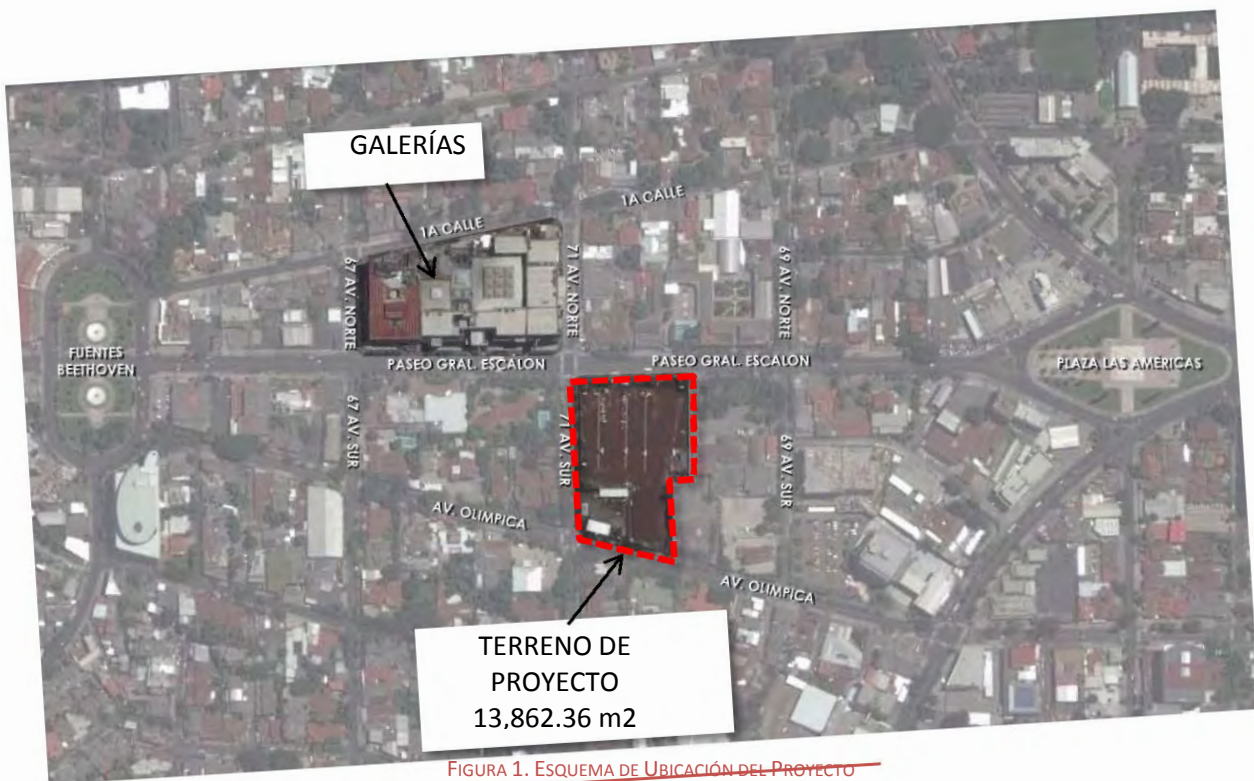 GALERÍAS
1A CALLE
1A CALLE
67 AV. NORTE
71 AV. NORTE
69 AV. NORTE
FUENTES
BEETHOVEN
PASEO GRAL. ESCALON
PASEO GRAL. ESCALON
PLAZA LAS AMERICAS
67 AV. SUR
71 AV. SUR
69 AV. SUR
AV. OLIMPICA
AV. OLIMPICA
TERRENO DE
PROYECTO
13,862.36 m2
FIGURA 1. ESQUEMA DE UBICACIÓN DEL PROYECTO